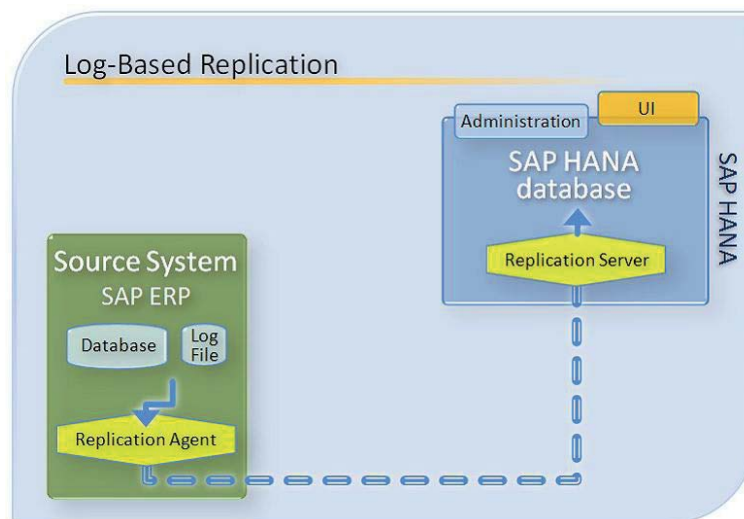 Log-Based Replication
Administration
UI
SAP HANA
database
SAP HANA
Replication Server
Source System
SAP ERP
Database
Log
File
Replication Agent